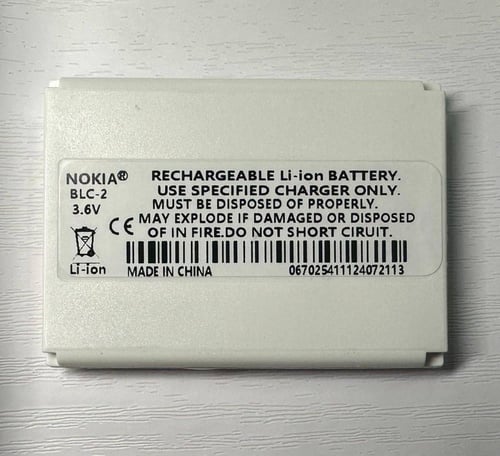 NOKIA®
BLC-2
3.6V
Li-ion
CE
RECHARGEABLE Li-ion BATTERY.
USE SPECIFIED CHARGER ONLY.
MUST BE DISPOSED OF PROPERLY.
MAY EXPLODE IF DAMAGED OR DISPOSED
OF IN FIRE.DO NOT SHORT CIRUIT.
MADE IN CHINA
067025411124072113